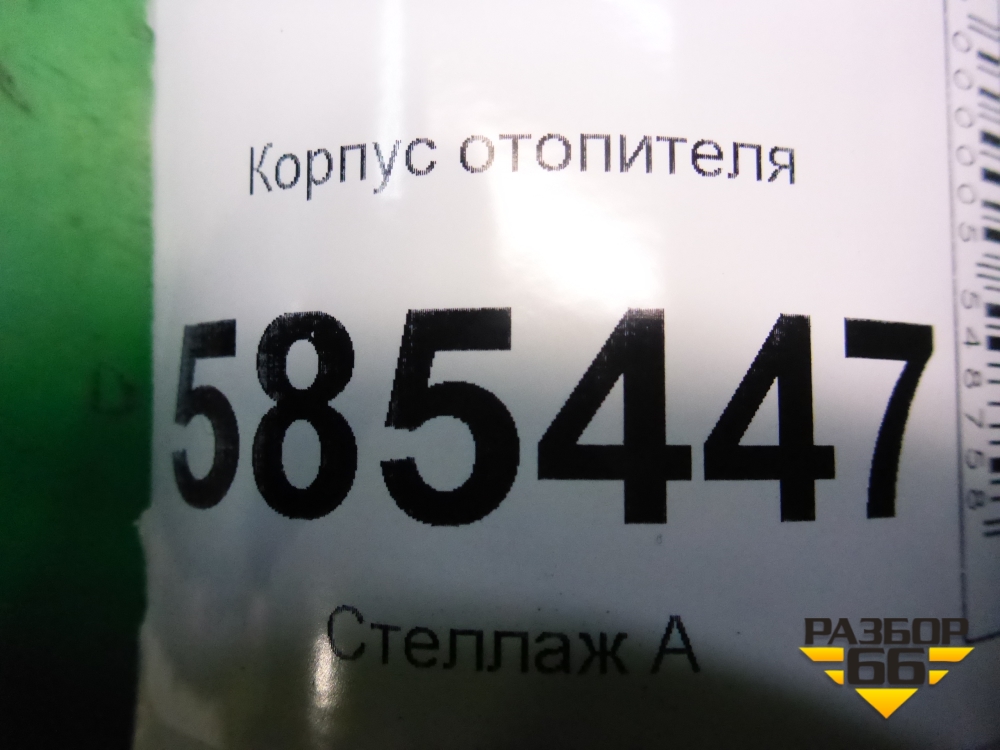 Корпус отопителя
585447
Стеллаж А
РАЗБОР
66